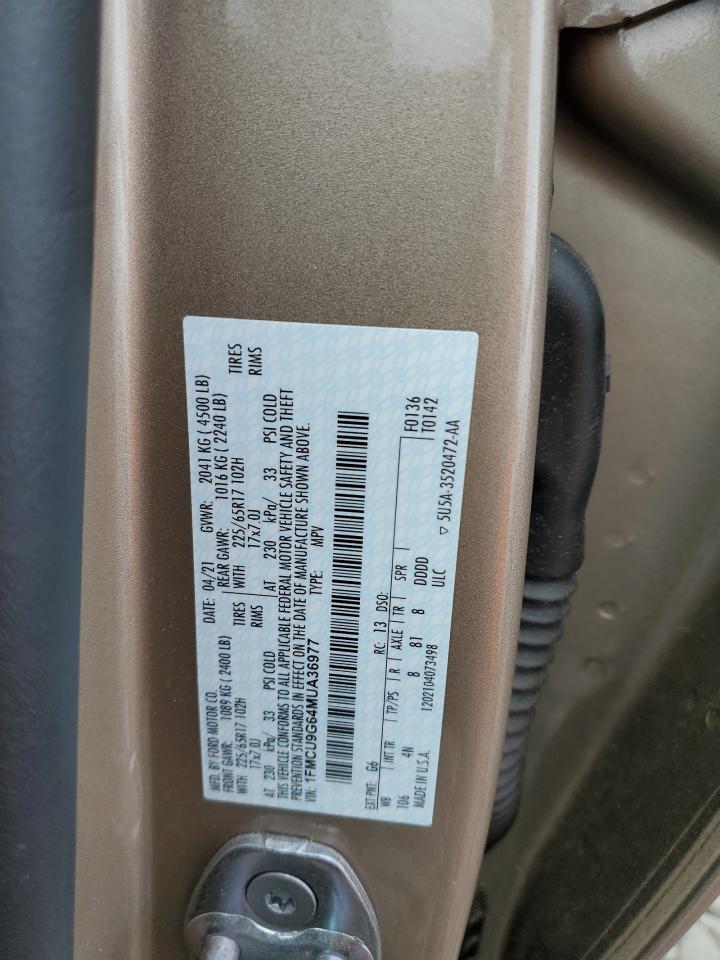 MFD. BY FORD MOTOR CO. DATE: 04/21 GVWR: 2041 KG ( 4500 LB)
FRONT GAWR: 1089 KG ( 2400 LB) REAR GAWR: 1016 KG ( 2240 LB)
WITH 225/65R17 102H TIRES WITH 225/65R17 102H TIRES
17x7.0J RIMS 17x7.0J RIMS
AT 230 kPa/ 33 PSI COLD AT 230 kPa/ 33 PSI COLD
THIS VEHICLE CONFORMS TO ALL APPLICABLE FEDERAL MOTOR VEHICLE SAFETY AND THEFT
PREVENTION STANDARDS IN EFFECT ON THE DATE OF MANUFACTURE SHOWN ABOVE.
VIN: 1FMCU9G64MUA36977 TYPE: MPV
EXT PNT: G6 RC: 13 DSO: F0136
WB INT TR TP/PS R AXLE TR SPR T0142
106 4N 8 81 8 DDDD
MADE IN U.S.A. 1202104073498 ULC ▽ 5U5A-3520472-AA